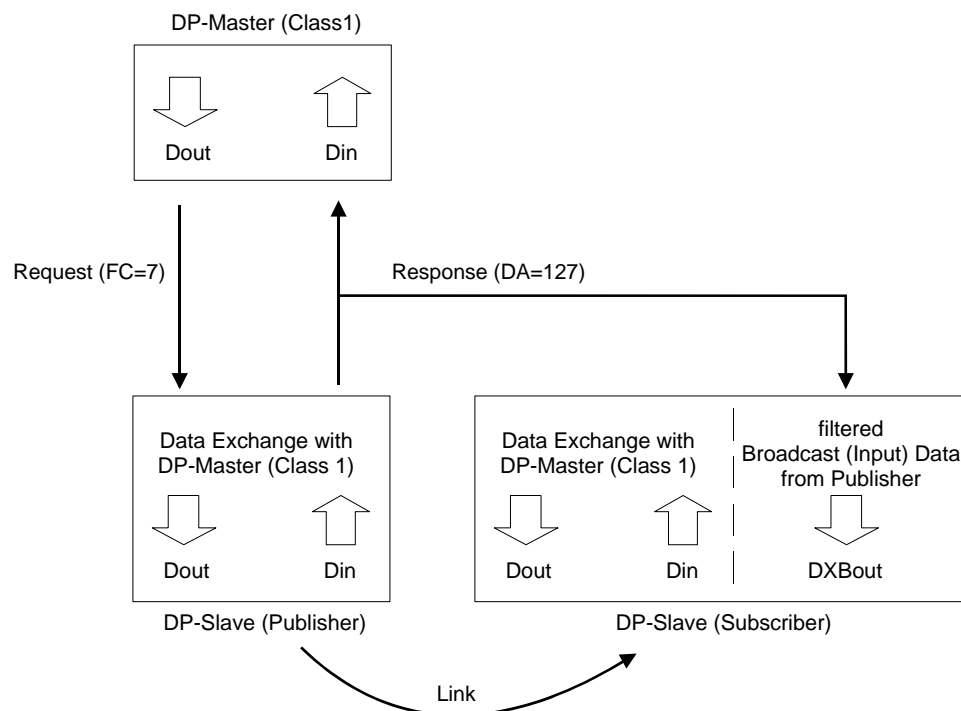 DP-Master (Class1)
Dout
Din
Request (FC=7)
Response (DA=127)
Data Exchange with
DP-Master (Class 1)
Dout
Din
DP-Slave (Publisher)
Data Exchange with
DP-Master (Class 1)
Dout
Din
filtered
Broadcast (Input) Data
from Publisher
DXBout
DP-Slave (Subscriber)
Link